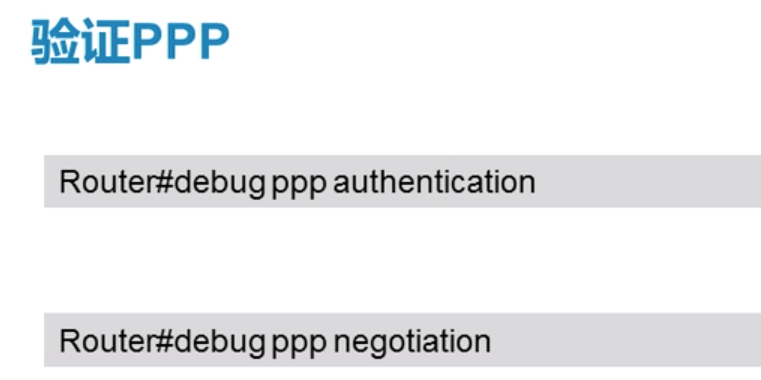 验证PPP
Router#debug ppp authentication
Router#debug ppp negotiation